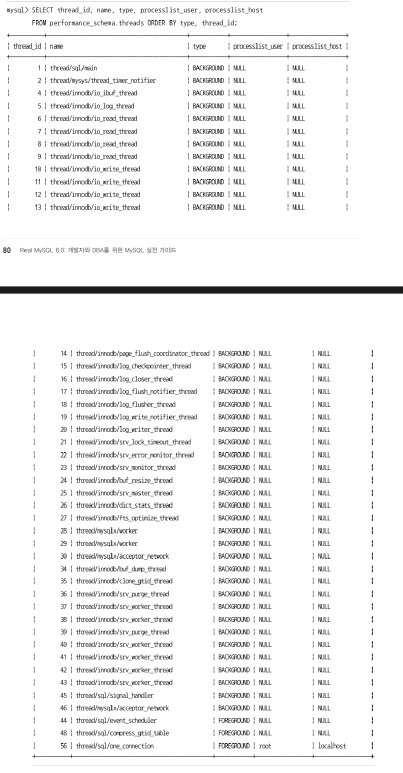 mysql> SELECT thread_id, name, type, processlist_user, processlist_host
FROM performance_schema.threads ORDER BY type, thread_id;
| thread_id | name | type | processlist_user | processlist_host |
| 1 | thread/sql/main | BACKGROUND | NULL | NULL |
| 2 | thread/mysys/thread_timer_notifier | BACKGROUND | NULL | NULL |
| 4 | thread/innodb/io_ibuf_thread | BACKGROUND | NULL | NULL |
| 5 | thread/innodb/io_log_thread | BACKGROUND | NULL | NULL |
| 6 | thread/innodb/io_read_thread | BACKGROUND | NULL | NULL |
| 7 | thread/innodb/io_read_thread | BACKGROUND | NULL | NULL |
| 8 | thread/innodb/io_read_thread | BACKGROUND | NULL | NULL |
| 9 | thread/innodb/io_read_thread | BACKGROUND | NULL | NULL |
| 10 | thread/innodb/io_write_thread | BACKGROUND | NULL | NULL |
| 11 | thread/innodb/io_write_thread | BACKGROUND | NULL | NULL |
| 12 | thread/innodb/io_write_thread | BACKGROUND | NULL | NULL |
| 13 | thread/innodb/io_write_thread | BACKGROUND | NULL | NULL |
80 Real MySQL 8.0: 개발자와 DBA를 위한 MySQL 실전 가이드
| 14 | thread/innodb/page_flush_coordinator_thread | BACKGROUND | NULL | NULL |
| 15 | thread/innodb/log_checkpointer_thread | BACKGROUND | NULL | NULL |
| 16 | thread/innodb/log_closer_thread | BACKGROUND | NULL | NULL |
| 17 | thread/innodb/log_flush_notifier_thread | BACKGROUND | NULL | NULL |
| 18 | thread/innodb/log_flusher_thread | BACKGROUND | NULL | NULL |
| 19 | thread/innodb/log_write_notifier_thread | BACKGROUND | NULL | NULL |
| 20 | thread/innodb/log_writer_thread | BACKGROUND | NULL | NULL |
| 21 | thread/innodb/srv_lock_timeout_thread | BACKGROUND | NULL | NULL |
| 22 | thread/innodb/srv_error_monitor_thread | BACKGROUND | NULL | NULL |
| 23 | thread/innodb/srv_monitor_thread | BACKGROUND | NULL | NULL |
| 24 | thread/innodb/buf_resize_thread | BACKGROUND | NULL | NULL |
| 25 | thread/innodb/srv_master_thread | BACKGROUND | NULL | NULL |
| 26 | thread/innodb/dict_stats_thread | BACKGROUND | NULL | NULL |
| 27 | thread/innodb/fts_optimize_thread | BACKGROUND | NULL | NULL |
| 28 | thread/mysqlx/worker | BACKGROUND | NULL | NULL |
| 29 | thread/mysqlx/worker | BACKGROUND | NULL | NULL |
| 30 | thread/mysqlx/acceptor_network | BACKGROUND | NULL | NULL |
| 34 | thread/innodb/buf_dump_thread | BACKGROUND | NULL | NULL |
| 35 | thread/innodb/clone_gtid_thread | BACKGROUND | NULL | NULL |
| 36 | thread/innodb/srv_purge_thread | BACKGROUND | NULL | NULL |
| 37 | thread/innodb/srv_worker_thread | BACKGROUND | NULL | NULL |
| 38 | thread/innodb/srv_worker_thread | BACKGROUND | NULL | NULL |
| 39 | thread/innodb/srv_purge_thread | BACKGROUND | NULL | NULL |
| 40 | thread/innodb/srv_worker_thread | BACKGROUND | NULL | NULL |
| 41 | thread/innodb/srv_worker_thread | BACKGROUND | NULL | NULL |
| 42 | thread/innodb/srv_worker_thread | BACKGROUND | NULL | NULL |
| 43 | thread/innodb/srv_worker_thread | BACKGROUND | NULL | NULL |
| 45 | thread/sql/signal_handler | BACKGROUND | NULL | NULL |
| 46 | thread/mysqlx/acceptor_network | BACKGROUND | NULL | NULL |
| 44 | thread/sql/event_scheduler | FOREGROUND | NULL | NULL |
| 48 | thread/sql/compress_gtid_table | FOREGROUND | NULL | NULL |
| 56 | thread/sql/one_connection | FOREGROUND | root | localhost |